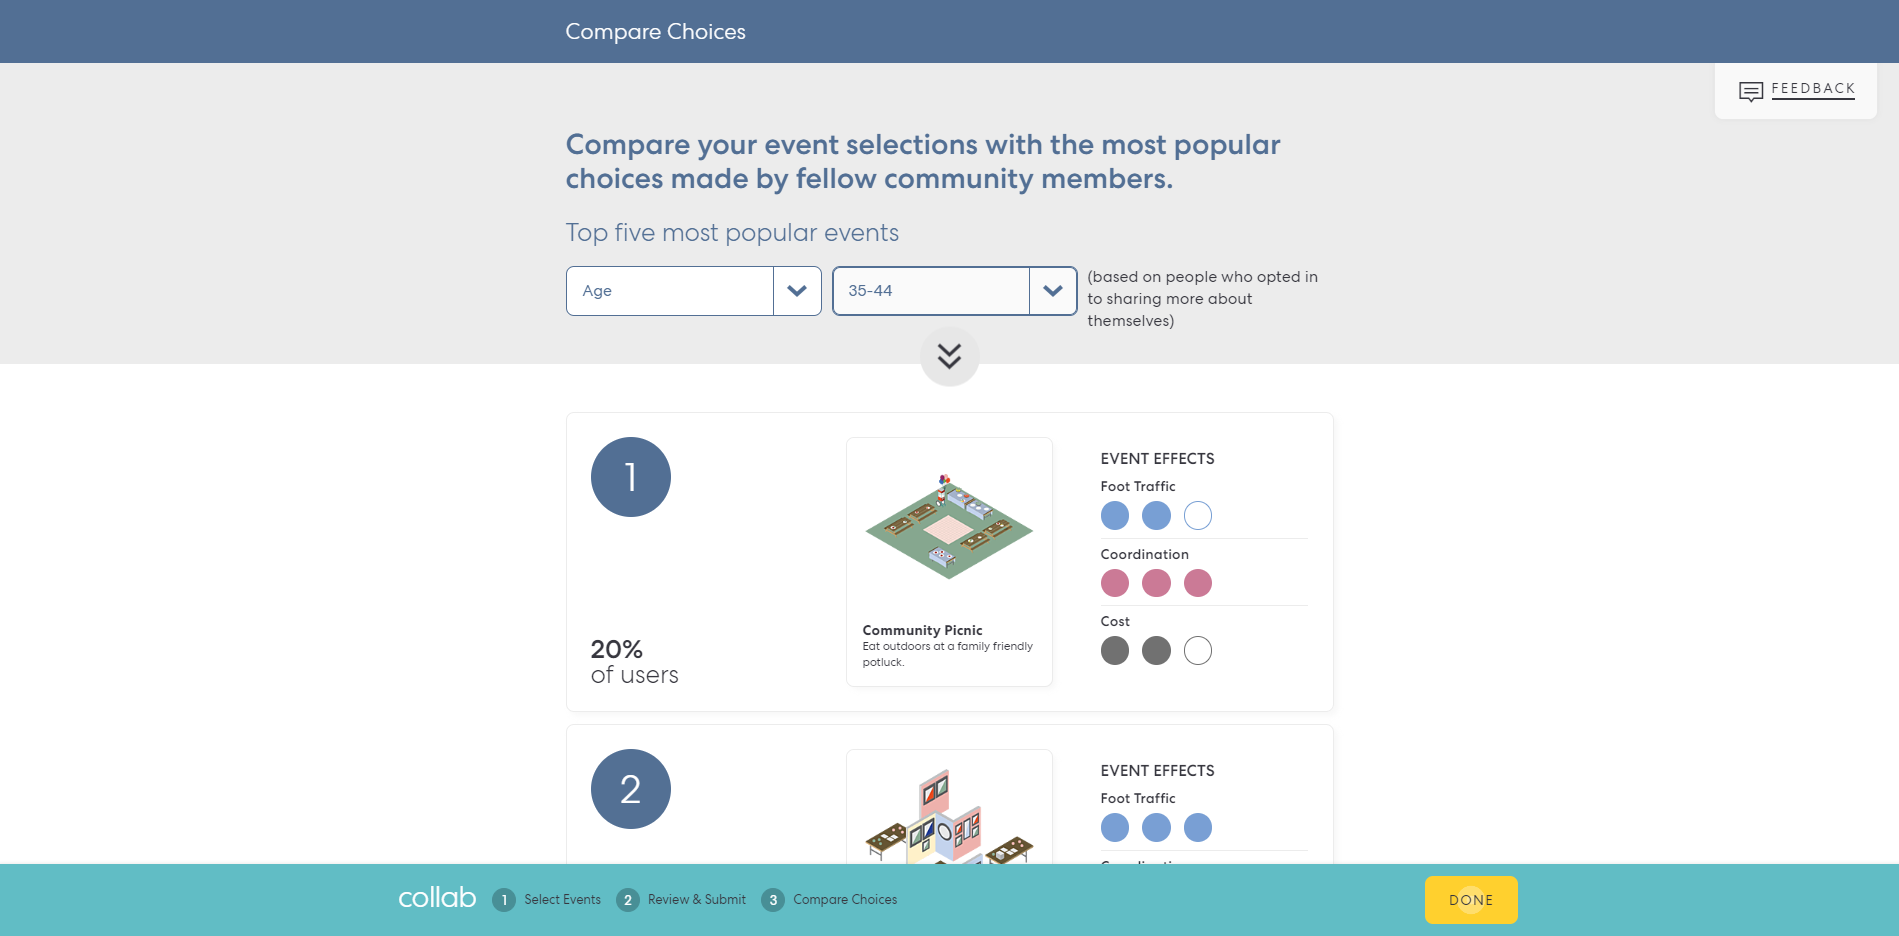 Compare Choices
FEEDBACK
Compare your event selections with the most popular
choices made by fellow community members.
Top five most popular events
Age
35-44
(based on people who opted in
to sharing more about
themselves)
1
20%
of users
Community Picnic
Eat outdoors at a family friendly
potluck.
EVENT EFFECTS
Foot Traffic
Coordination
Cost
2
EVENT EFFECTS
Foot Traffic
collab
1 Select Events
2 Review & Submit
3 Compare Choices
DONE